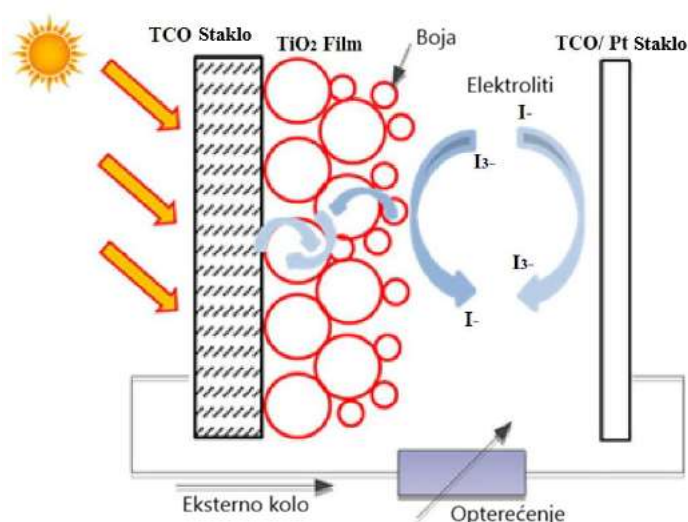 TCO Staklo
TiO₂ Film
Boja
TCO/ Pt Staklo
Elektroliti
I-
I3-
I3-
I-
Eksterno kolo
Opterećenje